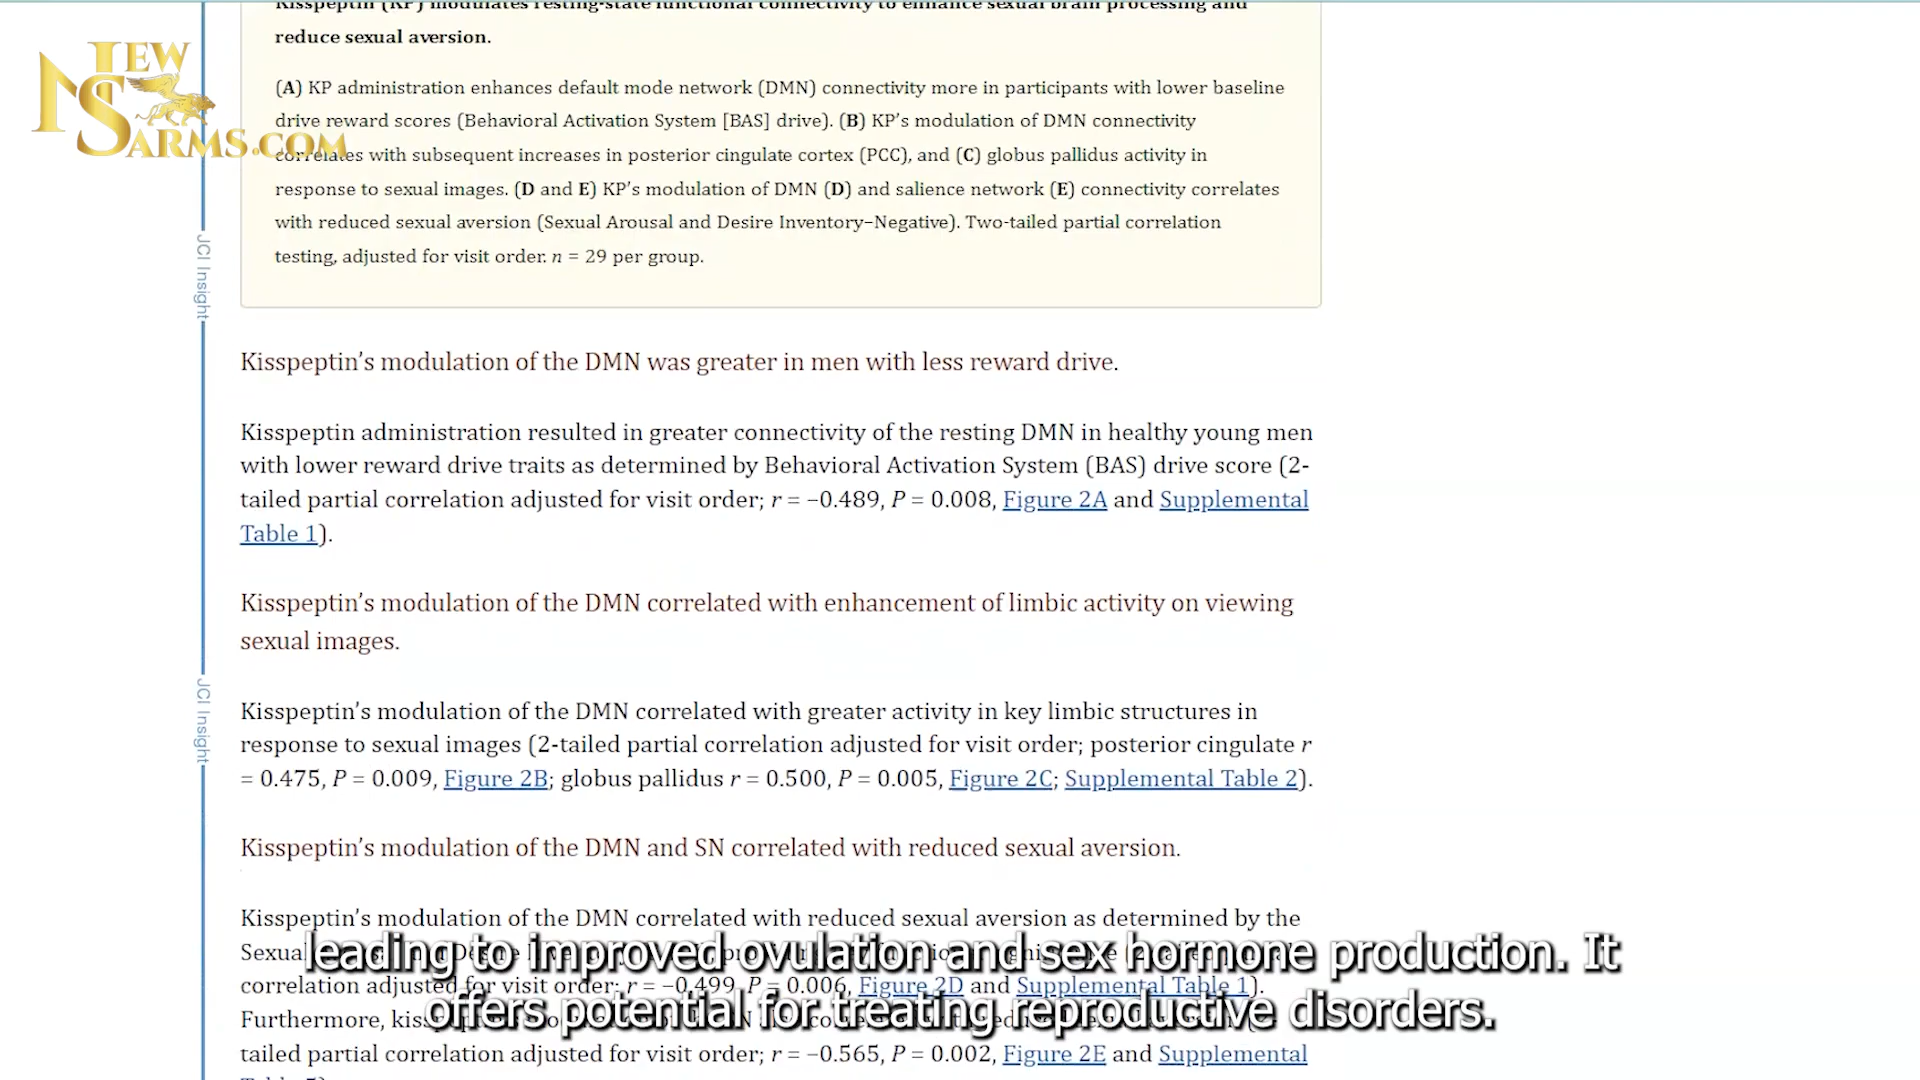 NEW
SARMS.COM
Kisspeptin (KP) modulates resting-state functional connectivity to enhance sexual brain processing and
reduce sexual aversion.
(A) KP administration enhances default mode network (DMN) connectivity more in participants with lower baseline
drive reward scores (Behavioral Activation System [BAS] drive). (B) KP's modulation of DMN connectivity
correlates with subsequent increases in posterior cingulate cortex (PCC), and (C) globus pallidus activity in
response to sexual images. (D and E) KP's modulation of DMN (D) and salience network (E) connectivity correlates
with reduced sexual aversion (Sexual Arousal and Desire Inventory–Negative). Two-tailed partial correlation
testing, adjusted for visit order. n = 29 per group.
JCI Insight
Kisspeptin's modulation of the DMN was greater in men with less reward drive.
Kisspeptin administration resulted in greater connectivity of the resting DMN in healthy young men
with lower reward drive traits as determined by Behavioral Activation System (BAS) drive score (2-
tailed partial correlation adjusted for visit order; r = −0.489, P = 0.008, Figure 2A and Supplemental
Table 1).
Kisspeptin's modulation of the DMN correlated with enhancement of limbic activity on viewing
sexual images.
JCI Insight
Kisspeptin's modulation of the DMN correlated with greater activity in key limbic structures in
response to sexual images (2-tailed partial correlation adjusted for visit order; posterior cingulate r
= 0.475, P = 0.009, Figure 2B; globus pallidus r = 0.500, P = 0.005, Figure 2C; Supplemental Table 2).
Kisspeptin's modulation of the DMN and SN correlated with reduced sexual aversion.
Kisspeptin's modulation of the DMN correlated with reduced sexual aversion as determined by the
Sexual
correlation adjusted for visit order; r = −0.499, P = 0.006, Figure 2D and Supplemental Table 1).
Furthermore,
tailed partial correlation adjusted for visit order; r = −0.565, P = 0.002, Figure 2E and Supplemental
leading to improved ovulation and sex hormone production. It
offers potential for treating reproductive disorders.